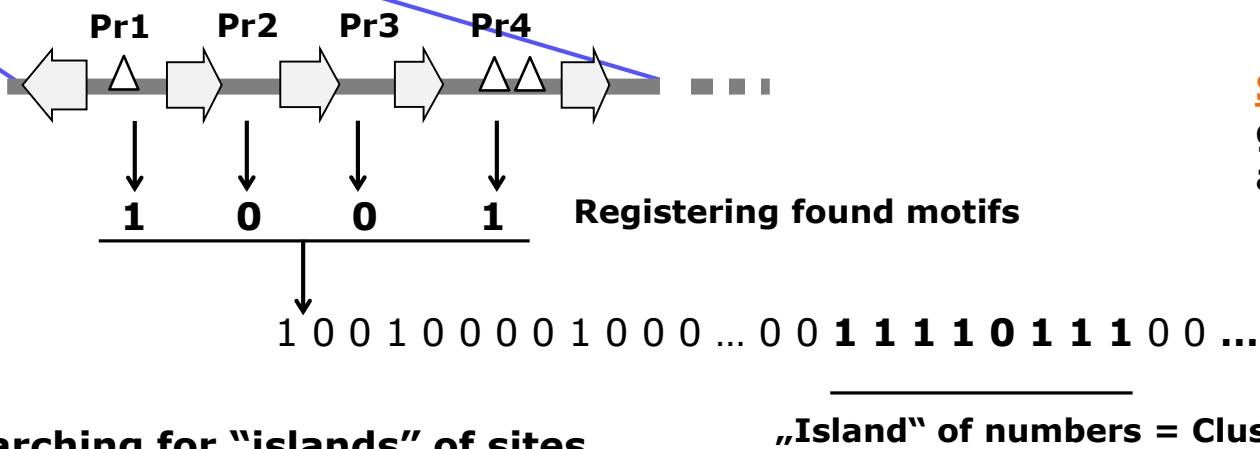 Pr1 Pr2 Pr3 Pr4
1 0 0 1 Registering found motifs
1 0 0 1 0 0 0 0 1 0 0 0 ... 0 0 1 1 1 1 0 1 1 1 0 0 ...
for “islands” of sites
„Island“ of numbers =